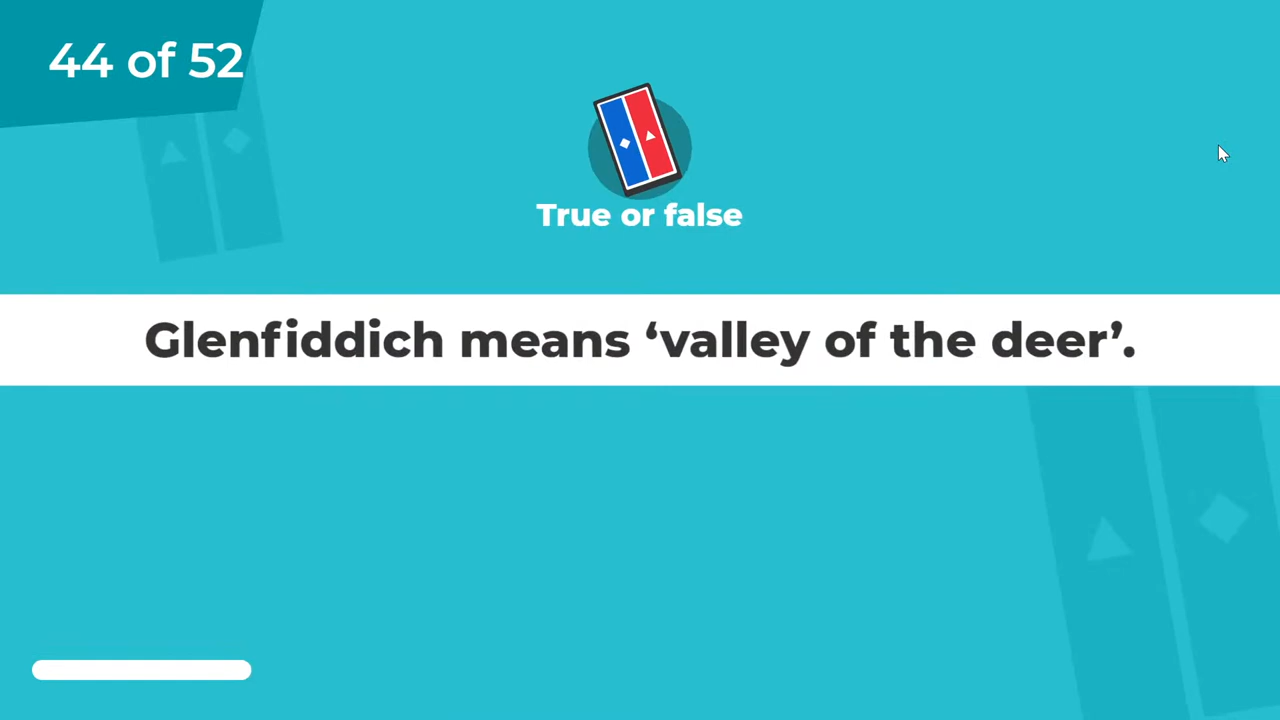 44 of 52
True or false
Glenfiddich means ‘valley of the deer’.